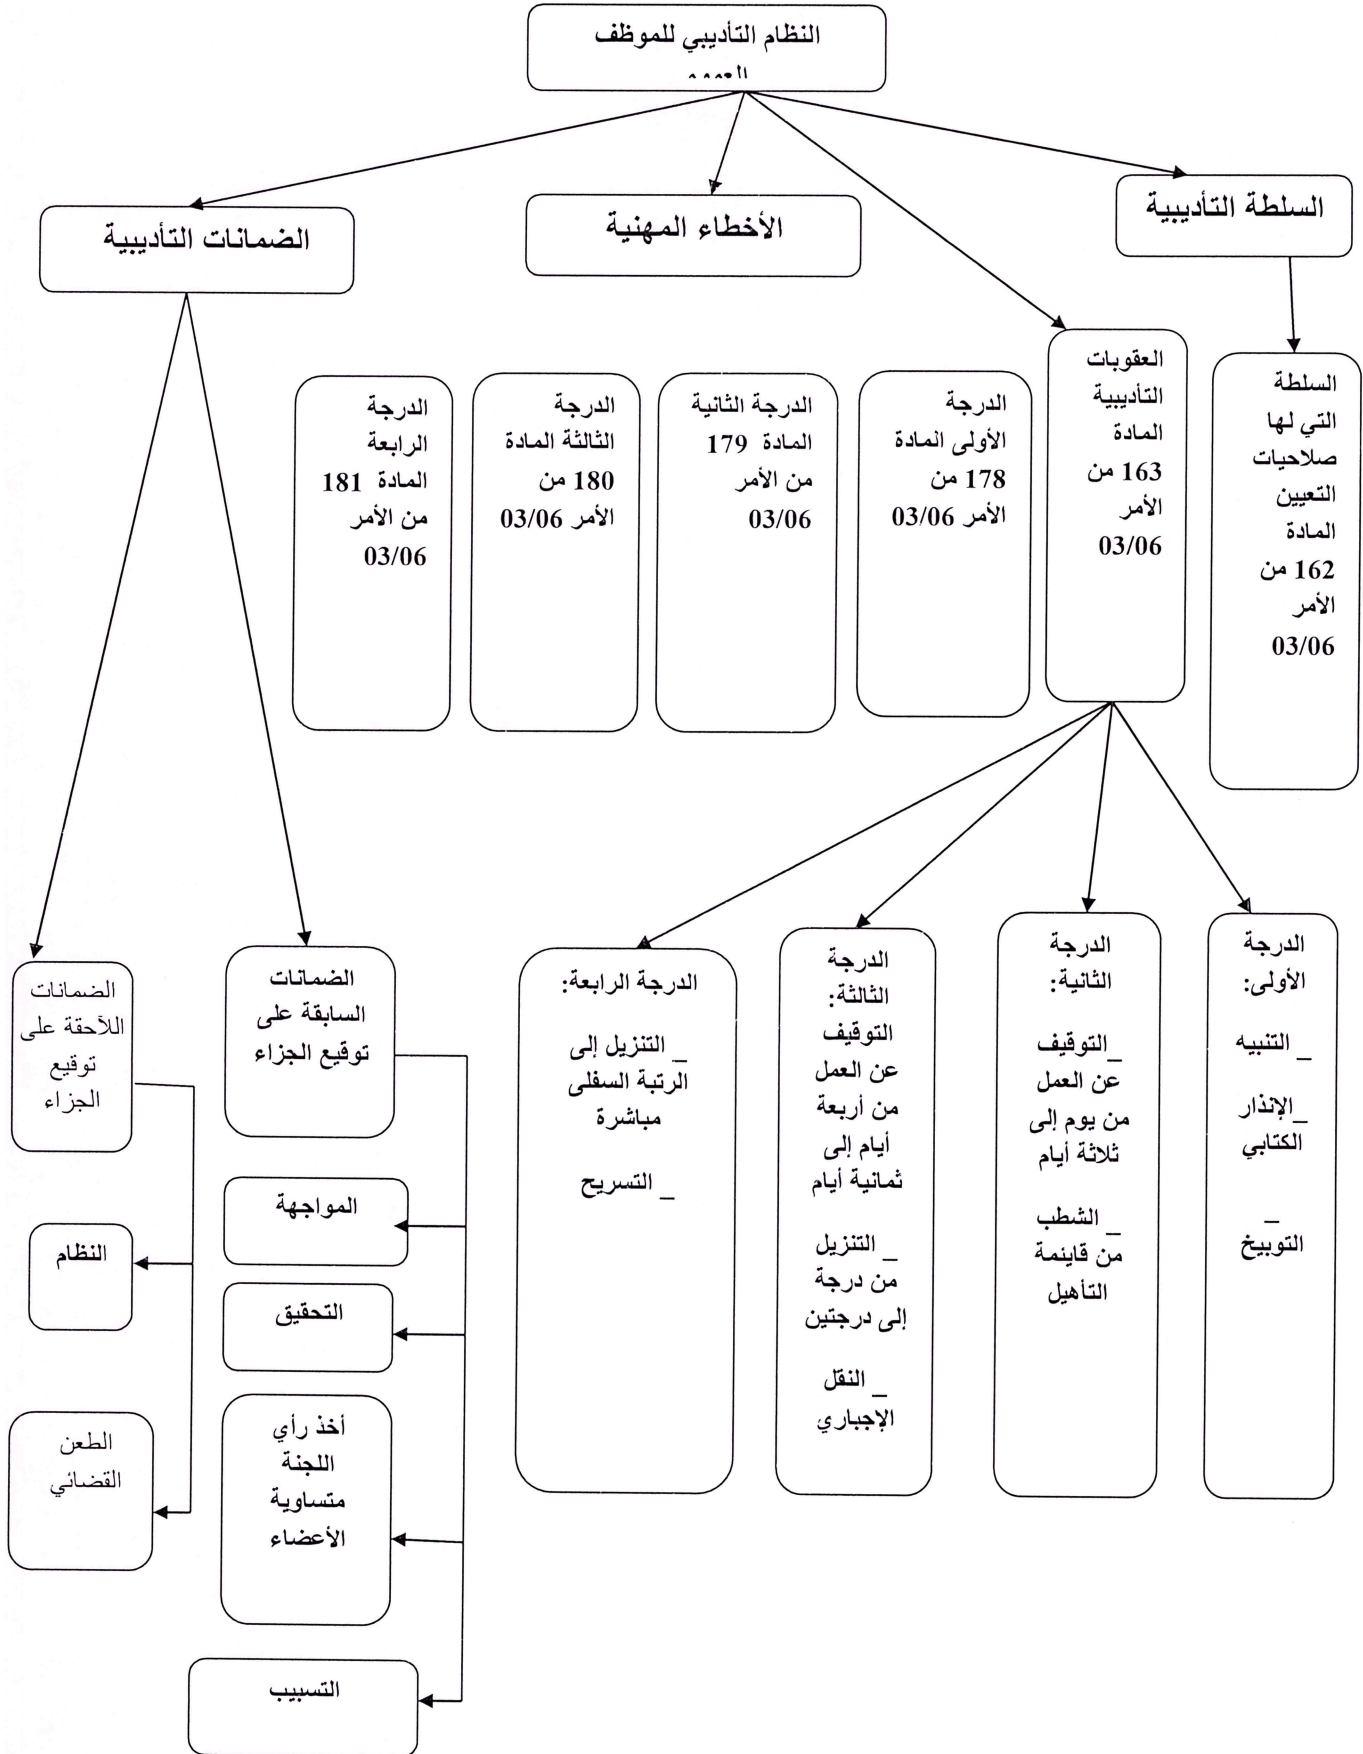 النظام التأديبي للموظف
السلطة التأديبية
الأخطاء المهنية
الضمانات التأديبية
السلطة
التي لها
صلاحيات
التعيين
المادة
162 من
الأمر
03/06
العقوبات
التأديبية
المادة
163 من
الأمر
03/06
الدرجة
الأولى المادة
178 من
الأمر 03/06
الدرجة الثانية
المادة 179
من الأمر
03/06
الدرجة
الثالثة المادة
180 من
الأمر 03/06
الدرجة
الرابعة
المادة 181
من الأمر
03/06
الدرجة
الأولى:
_ التنبيه
_الإنذار
الكتابي
_
التوبيخ
الدرجة
الثانية:
_التوقيف
عن العمل
من يوم إلى
ثلاثة أيام
_ الشطب
من قاينمة
التأهيل
الدرجة
الثالثة:
التوقيف
عن العمل
من أربعة
أيام إلى
ثمانية أيام
_ التنزيل
من درجة
إلى درجتين
_ النقل
الإجباري
الدرجة الرابعة:
_ التنزيل إلى
الرتبة السفلى
مباشرة
_ التسريح
الضمانات
السابقة على
توقيع الجزاء
المواجهة
التحقيق
أخذ رأي
اللجنة
متساوية
الأعضاء
التسبيب
الضمانات
اللآحقة على
توقيع
الجزاء
النظام
الطعن
القضائي